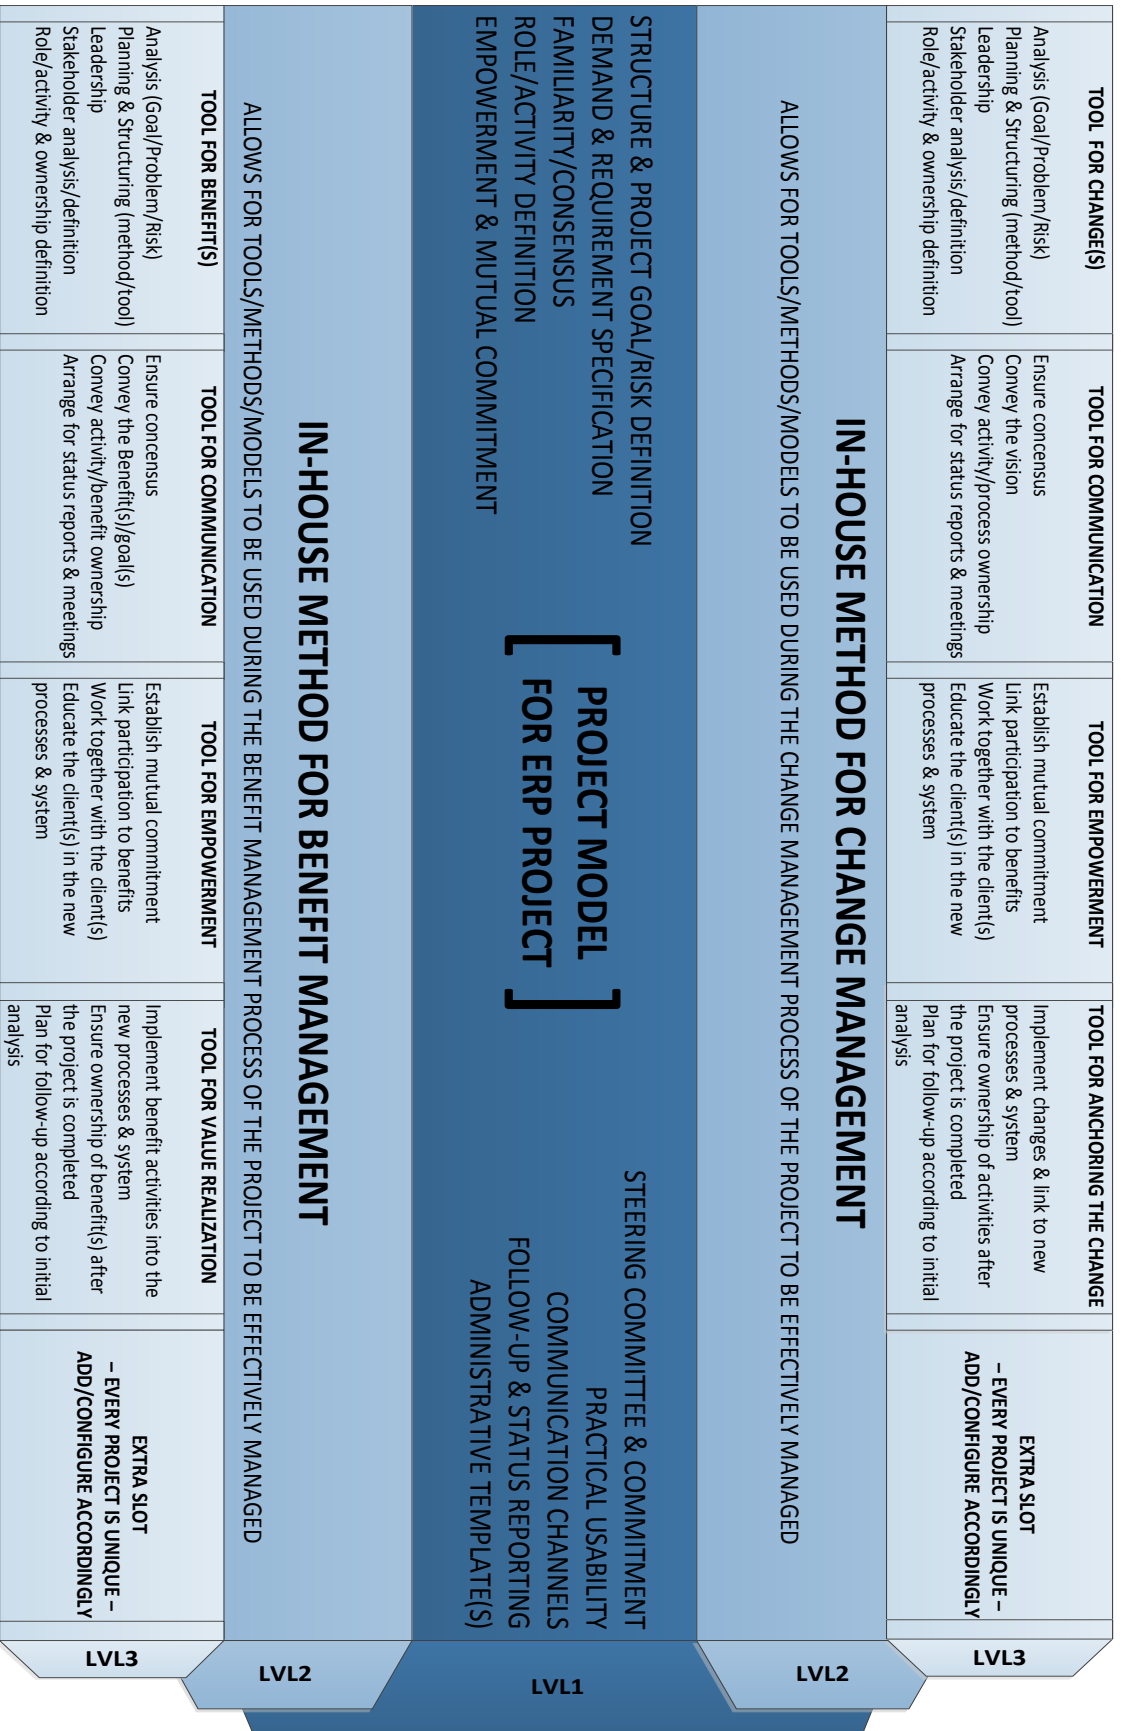 TOOL FOR CHANGE(S)
Analysis (Goal/Problem/Risk)
Planning & Structuring (method/tool)
Leadership
Stakeholder analysis/definition
Role/activity & ownership definition
TOOL FOR COMMUNICATION
Ensure concensus
Convey the vision
Convey activity/process ownership
Arrange for status reports & meetings
TOOL FOR EMPOWERMENT
Establish mutual commitment
Link participation to benefits
Work together with the client(s)
Educate the client(s) in the new
processes & system
TOOL FOR ANCHORING THE CHANGE
Implement changes & link to new
processes & system
Ensure ownership of activities after
the project is completed
Plan for follow-up according to initial
analysis
EXTRA SLOT
– EVERY PROJECT IS UNIQUE –
ADD/CONFIGURE ACCORDINGLY
LVL3
IN-HOUSE METHOD FOR CHANGE MANAGEMENT
ALLOWS FOR TOOLS/METHODS/MODELS TO BE USED DURING THE CHANGE MANAGEMENT PROCESS OF THE PROJECT TO BE EFFECTIVELY MANAGED
LVL2
STRUCTURE & PROJECT GOAL/RISK DEFINITION
DEMAND & REQUIREMENT SPECIFICATION
FAMILIARITY/CONSENSUS
ROLE/ACTIVITY DEFINITION
EMPOWERMENT & MUTUAL COMMITMENT
[ PROJECT MODEL
FOR ERP PROJECT ]
STEERING COMMITTEE & COMMITMENT
PRACTICAL USABILITY
COMMUNICATION CHANNELS
FOLLOW-UP & STATUS REPORTING
ADMINISTRATIVE TEMPLATE(S)
LVL1
IN-HOUSE METHOD FOR BENEFIT MANAGEMENT
ALLOWS FOR TOOLS/METHODS/MODELS TO BE USED DURING THE BENEFIT MANAGEMENT PROCESS OF THE PROJECT TO BE EFFECTIVELY MANAGED
LVL2
TOOL FOR BENEFIT(S)
Analysis (Goal/Problem/Risk)
Planning & Structuring (method/tool)
Leadership
Stakeholder analysis/definition
Role/activity & ownership definition
TOOL FOR COMMUNICATION
Ensure concensus
Convey the Benefit(s)/goal(s)
Convey activity/benefit ownership
Arrange for status reports & meetings
TOOL FOR EMPOWERMENT
Establish mutual commitment
Link participation to benefits
Work together with the client(s)
Educate the client(s) in the new
processes & system
TOOL FOR VALUE REALIZATION
Implement benefit activities into the
new processes & system
Ensure ownership of benefit(s) after
the project is completed
Plan for follow-up according to initial
analysis
EXTRA SLOT
– EVERY PROJECT IS UNIQUE –
ADD/CONFIGURE ACCORDINGLY
LVL3